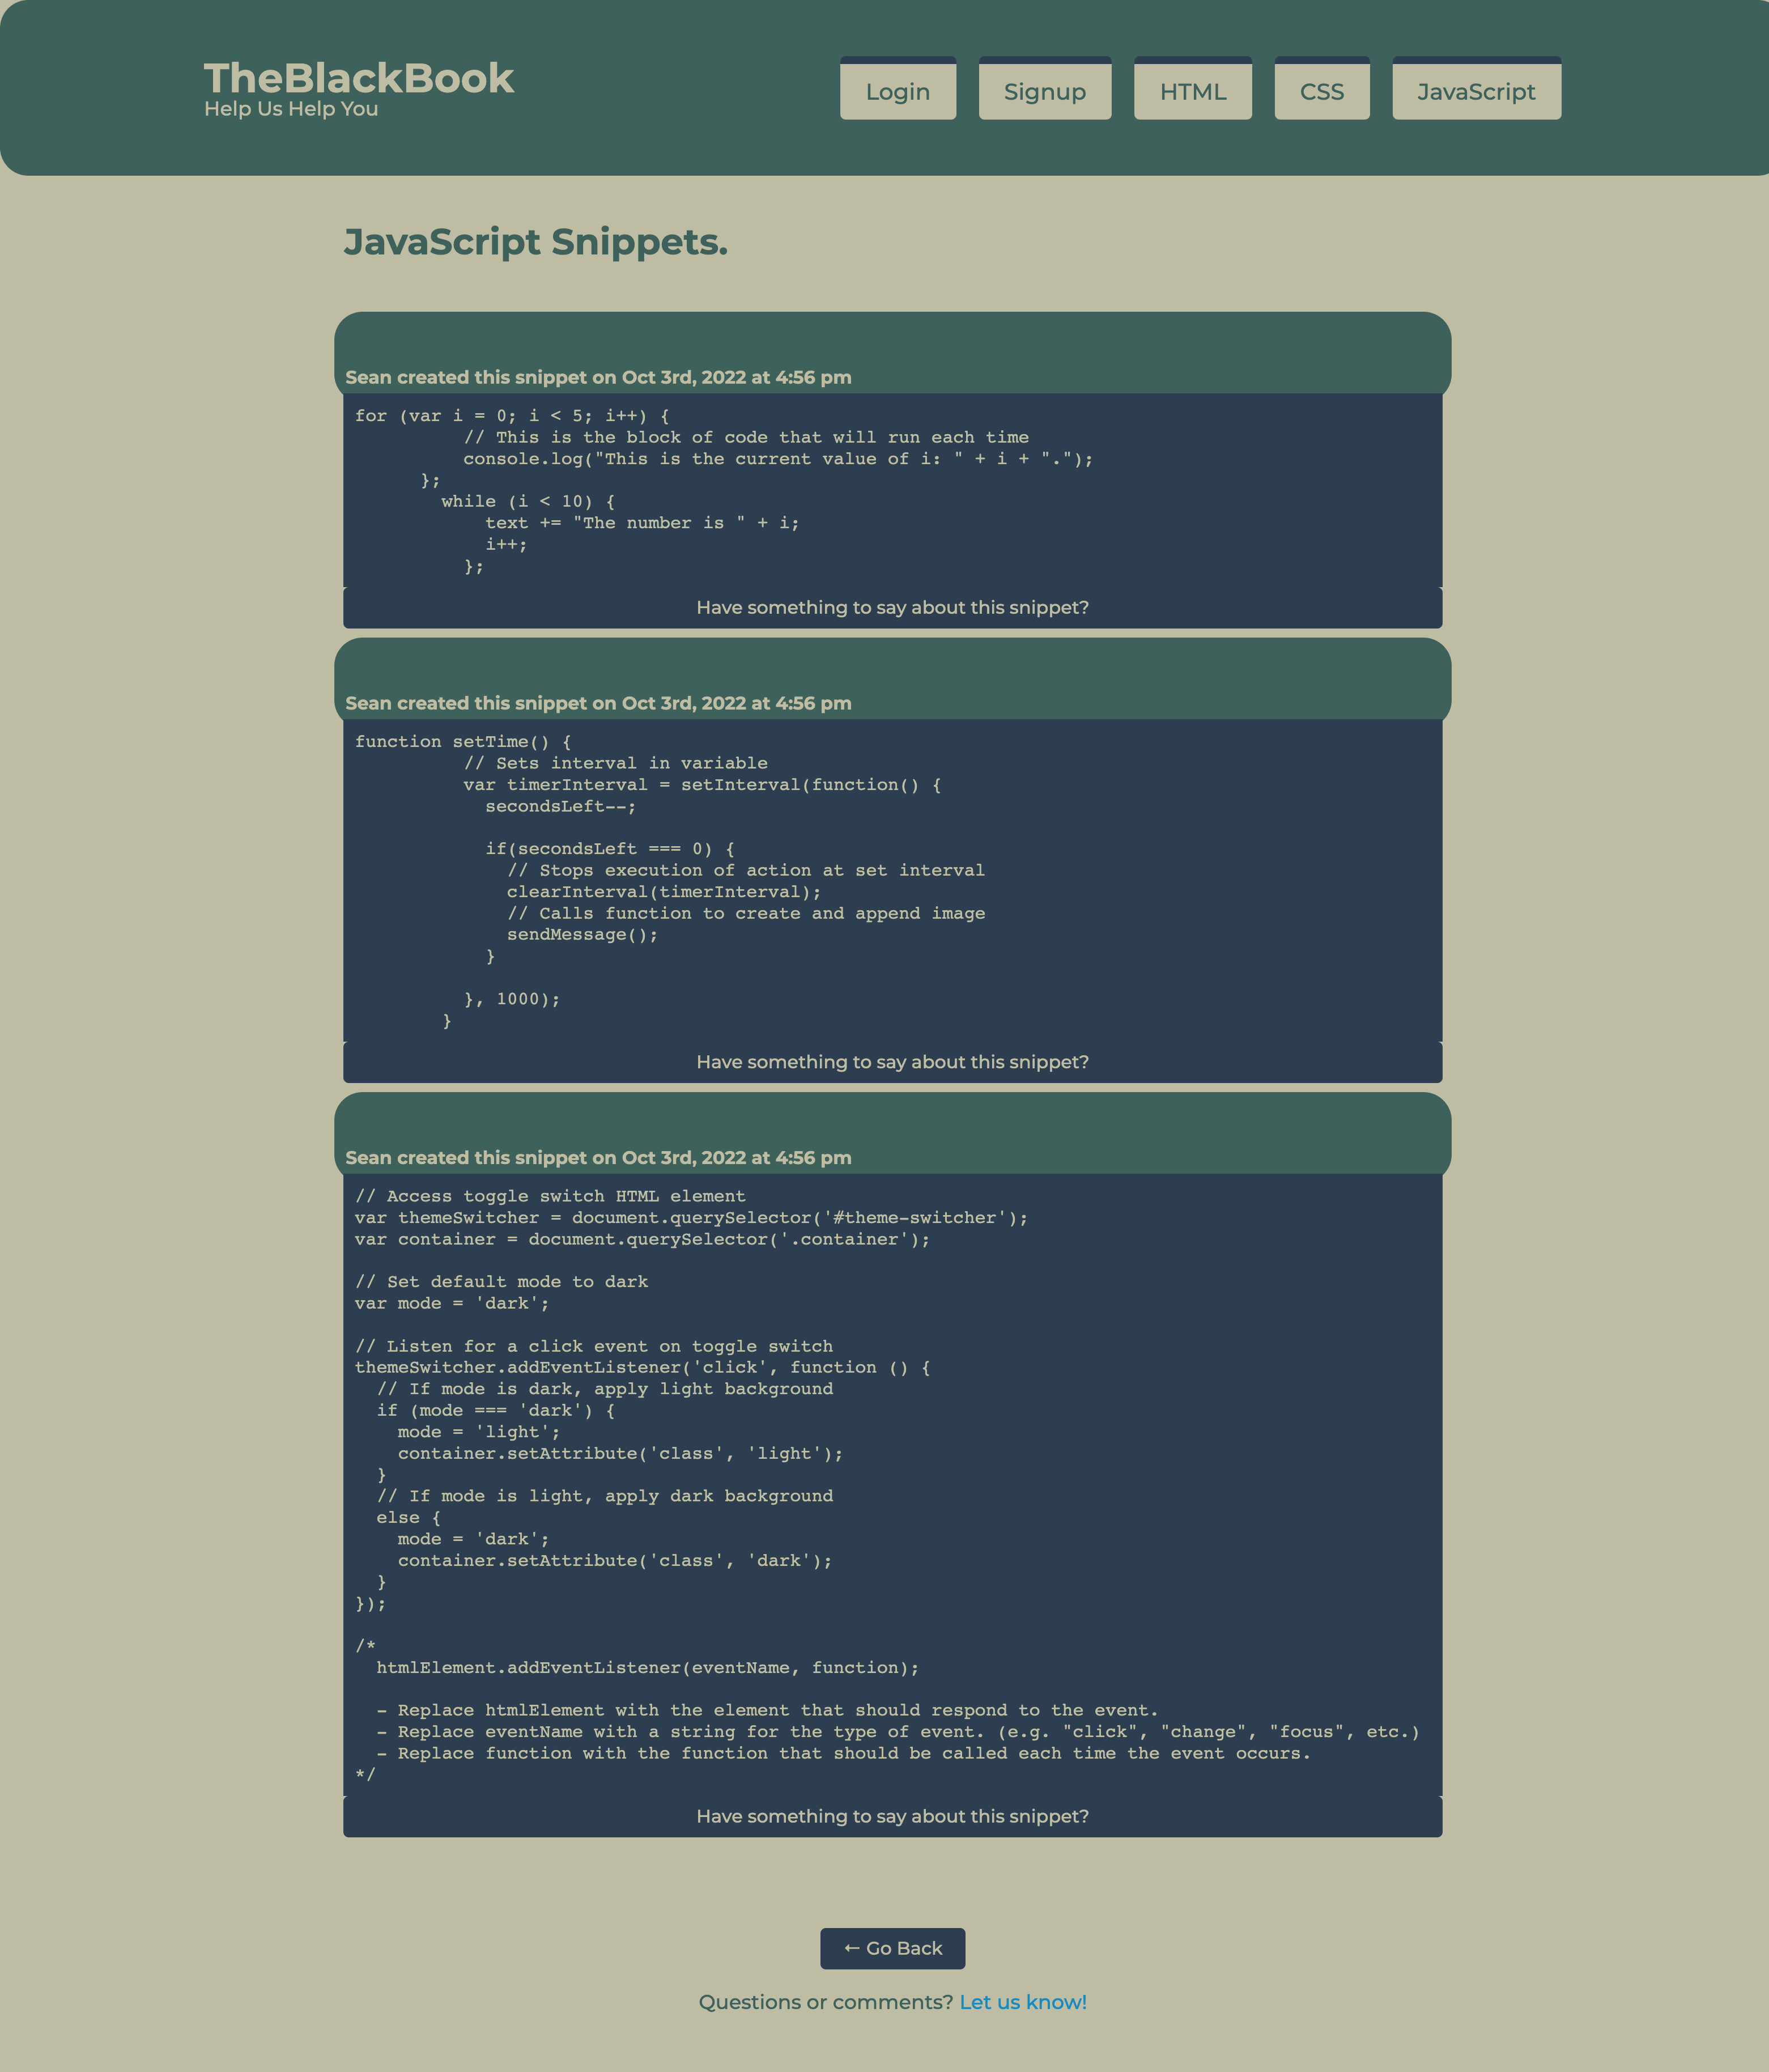 TheBlackBook
Help Us Help You
Login
Signup
HTML
CSS
JavaScript
JavaScript Snippets.
Sean created this snippet on Oct 3rd, 2022 at 4:56 pm
for (var i = 0; i < 5; i++) {
          // This is the block of code that will run each time
          console.log("This is the current value of i: " + i + ".");
      };
        while (i < 10) {
            text += "The number is " + i;
            i++;
          };
Have something to say about this snippet?
Sean created this snippet on Oct 3rd, 2022 at 4:56 pm
function setTime() {
          // Sets interval in variable
          var timerInterval = setInterval(function() {
            secondsLeft--;

            if(secondsLeft === 0) {
              // Stops execution of action at set interval
              clearInterval(timerInterval);
              // Calls function to create and append image
              sendMessage();
            }

          }, 1000);
        }
Have something to say about this snippet?
Sean created this snippet on Oct 3rd, 2022 at 4:56 pm
// Access toggle switch HTML element
var themeSwitcher = document.querySelector('#theme-switcher');
var container = document.querySelector('.container');

// Set default mode to dark
var mode = 'dark';

// Listen for a click event on toggle switch
themeSwitcher.addEventListener('click', function () {
  // If mode is dark, apply light background
  if (mode === 'dark') {
    mode = 'light';
    container.setAttribute('class', 'light');
  }
  // If mode is light, apply dark background
  else {
    mode = 'dark';
    container.setAttribute('class', 'dark');
  }
});

/*
  htmlElement.addEventListener(eventName, function);

  - Replace htmlElement with the element that should respond to the event.
  - Replace eventName with a string for the type of event. (e.g. "click", "change", "focus", etc.)
  - Replace function with the function that should be called each time the event occurs.
*/
Have something to say about this snippet?
← Go Back
Questions or comments? Let us know!